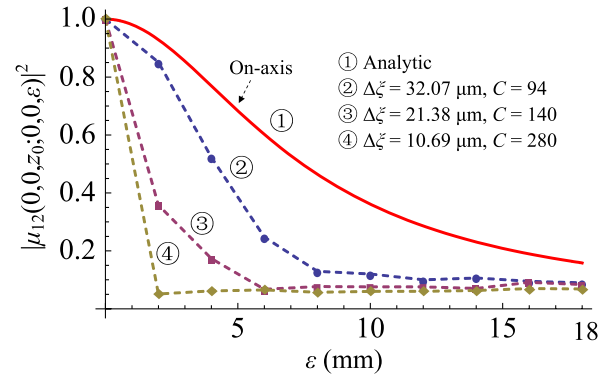 1.0
0.8
0.6
0.4
0.2
|μ₁₂(0,0,z₀;0,0,ε)|²
On-axis
① Analytic
② Δξ = 32.07 μm, C = 94
③ Δξ = 21.38 μm, C = 140
④ Δξ = 10.69 μm, C = 280
①
②
③
④
5 10 15 18
ε (mm)